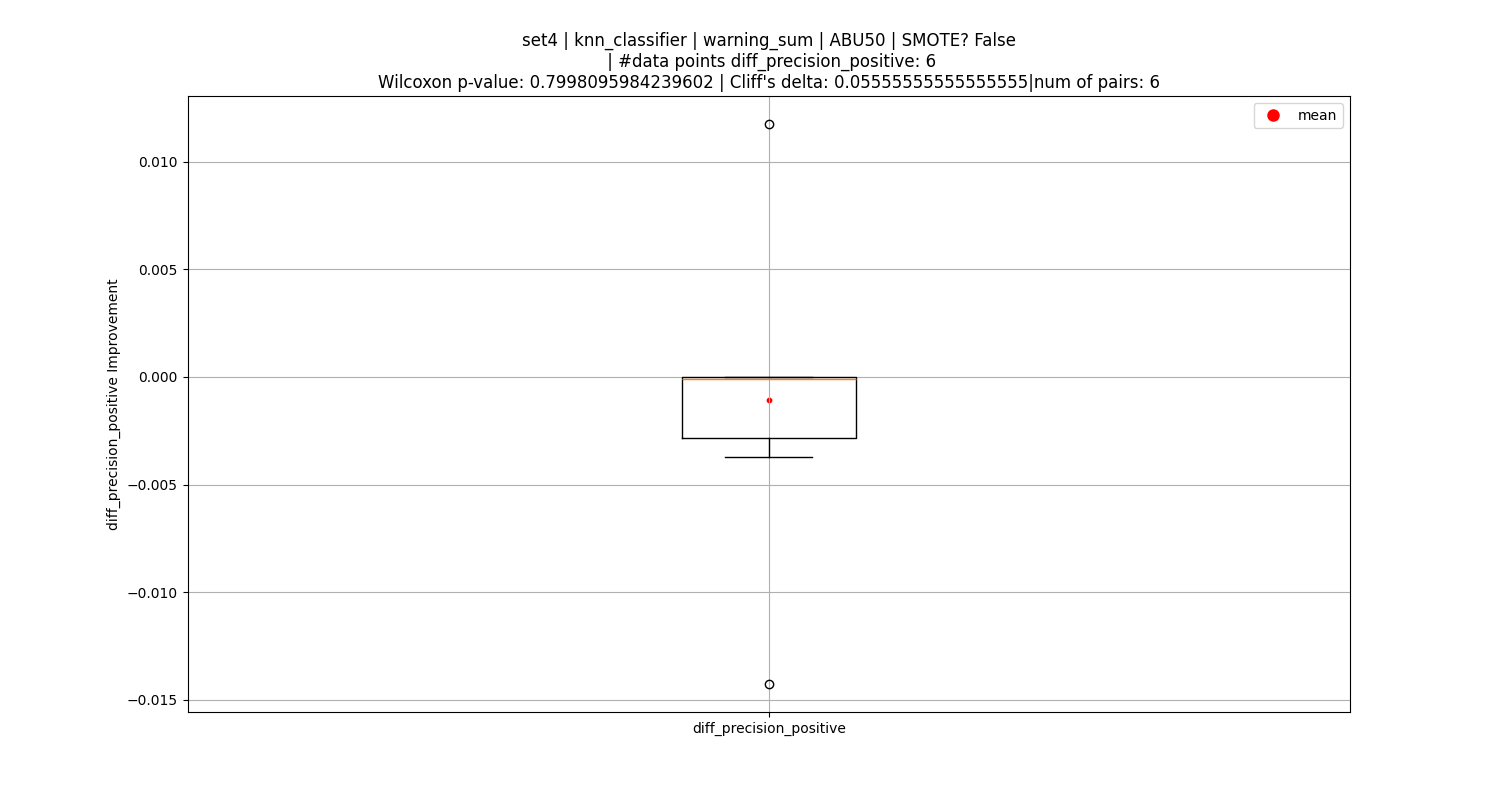 set4 | knn_classifier | warning_sum | ABU50 | SMOTE? False
| #data points diff_precision_positive: 6
Wilcoxon p-value: 0.7998095984239602 | Cliff's delta: 0.05555555555555555|num of pairs: 6
mean
0.010
0.005
0.000
−0.005
−0.010
−0.015
diff_precision_positive Improvement
diff_precision_positive